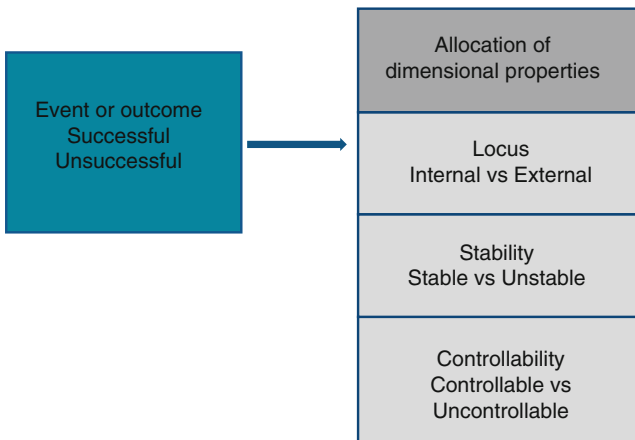 Event or outcome
Successful
Unsuccessful
Allocation of
dimensional properties
Locus
Internal vs External
Stability
Stable vs Unstable
Controllability
Controllable vs
Uncontrollable